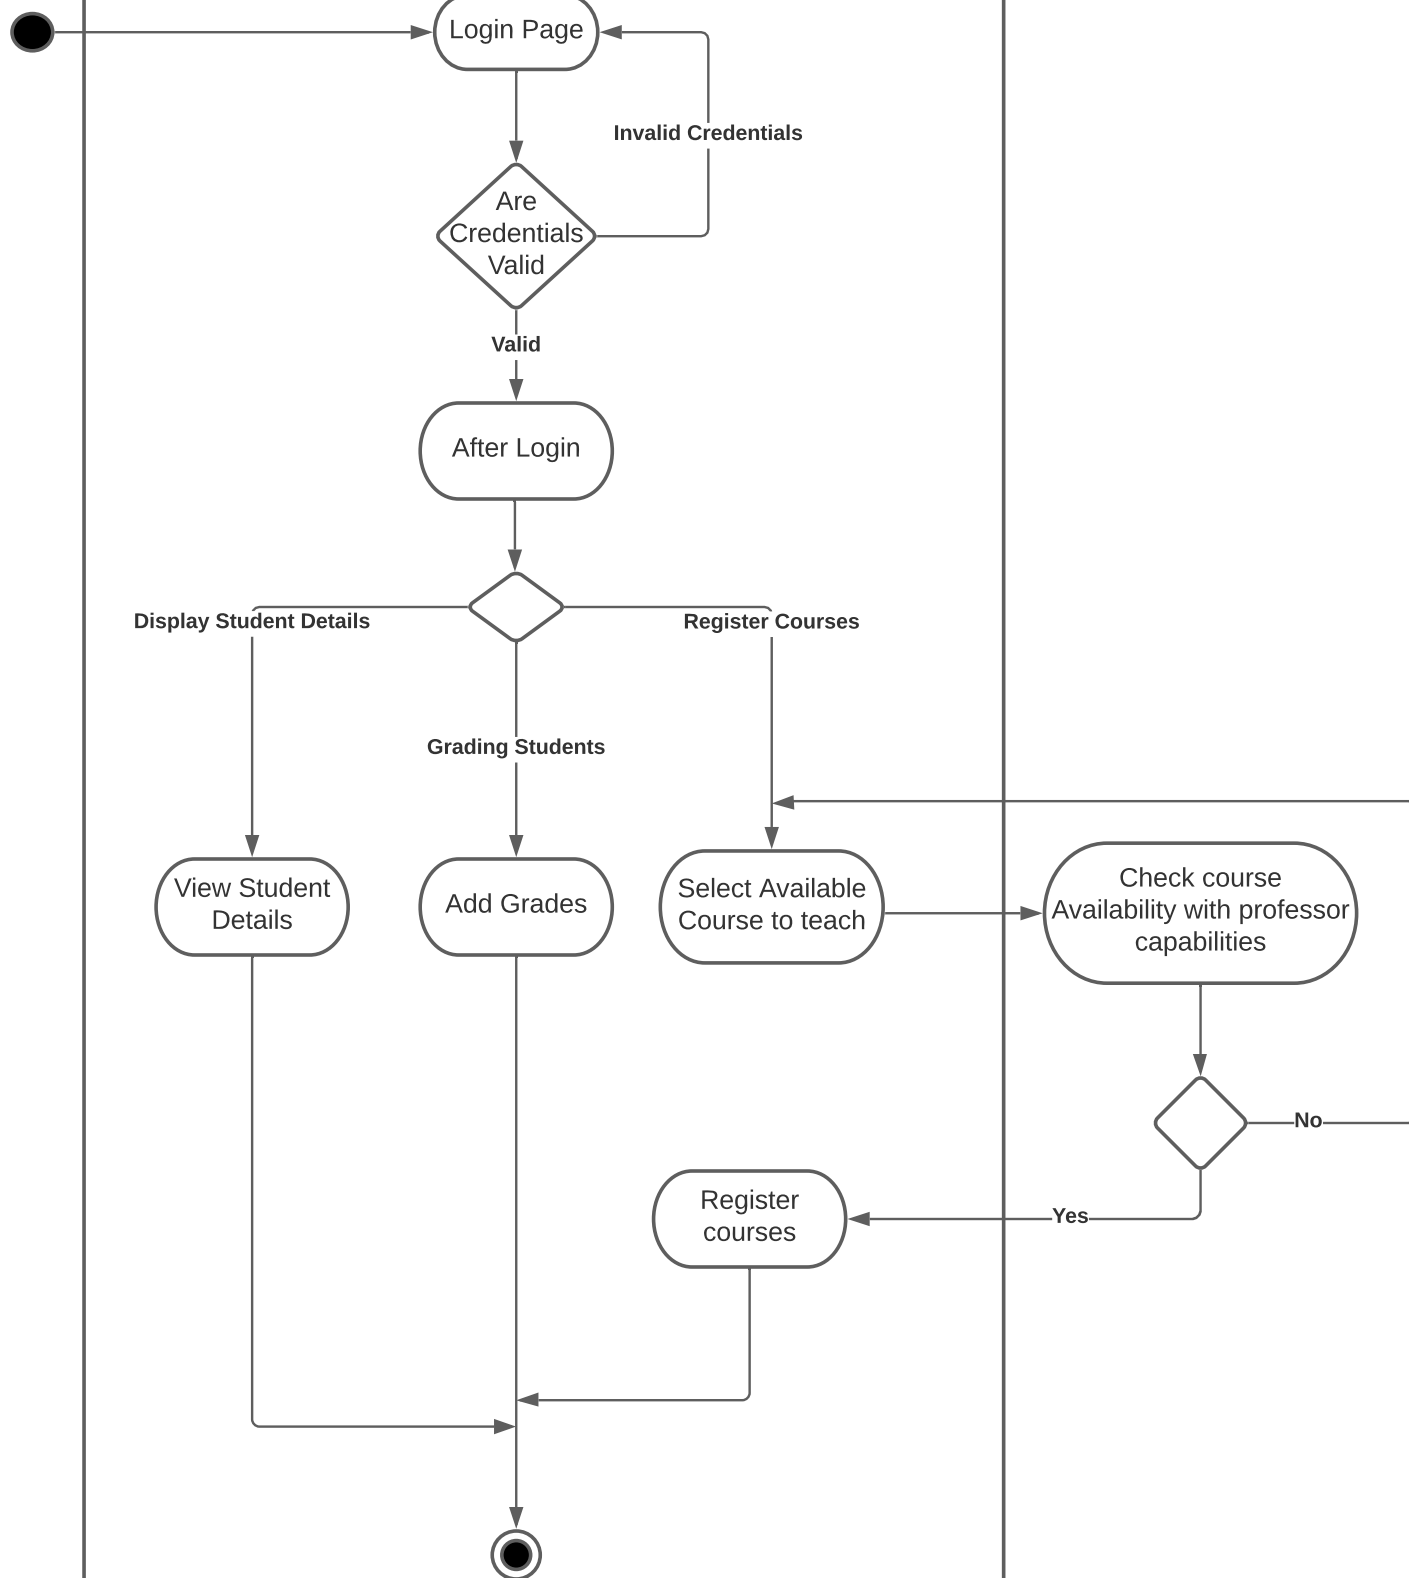 Login Page
Invalid Credentials
Are
Credentials
Valid
Valid
After Login
Display Student Details
Register Courses
Grading Students
View Student
Details
Add Grades
Select Available
Course to teach
Check course
Availability with professor
capabilities
No
Yes
Register
courses